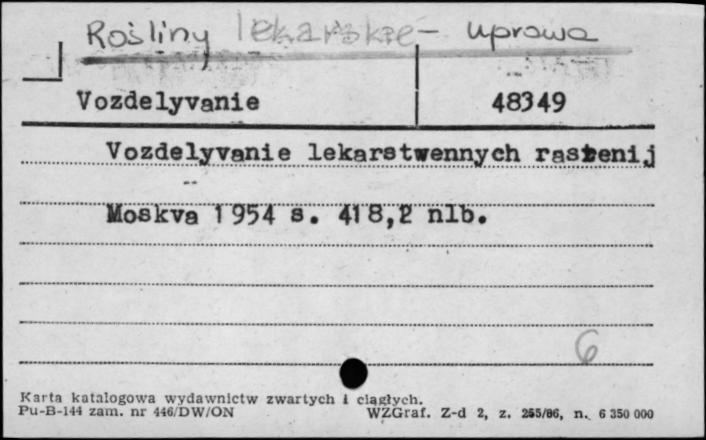 Rośliny lekarskie - uprawa
Vozdelyvanie 48349
Vozdelyvanie lekarstwennych rastenij
Moskva 1954 s. 418,2 nlb.
6
Karta katalogowa wydawnictw zwartych i ciągłych.
Pu-B-144 zam. nr 446/DW/ON WZGraf. Z-d 2, z. 255/86, n. 6 350 000